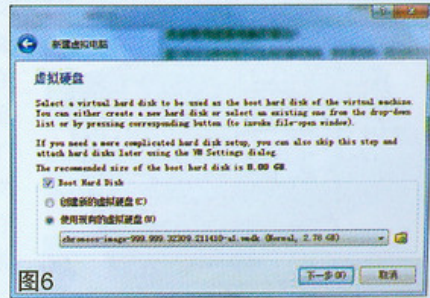 新建虚拟电脑
虚拟硬盘
Select a virtual hard disk to be used as the boot hard disk of the virtual machine.
You can either create a new hard disk or select an existing one from the drop-down
list or by pressing corresponding button (to invoke file-open window).
If you need a more complicated hard disk setup, you can also skip this step and
attach hard disks later using the VM Settings dialog.
The recommended size of the boot hard disk is 8.00 GB.
Boot Hard Disk
创建新的虚拟硬盘(C)
使用现有的虚拟硬盘(U)
chromeos-image-999.999.32309.211410-a1.vmdk (Normal, 2.78 GB)
下一步(N)
取消
图6